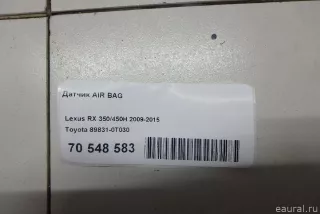 Датчик AIR BAG
Lexus RX 350/450H 2009-2015
Toyota 89831-0T030
70 548 583
eaural.ru